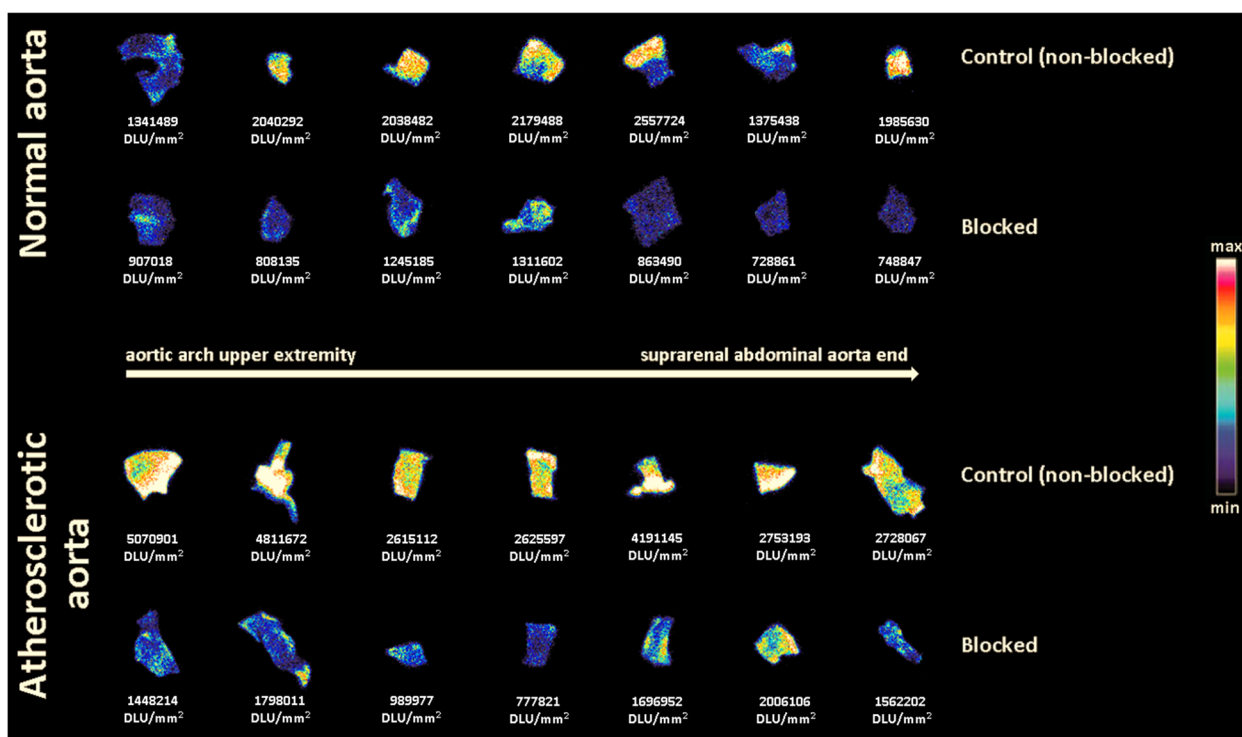 Normal aorta
Control (non-blocked)
1341489 2040292 2038482 2179488 2557724 1375438 1985630
DLU/mm² DLU/mm² DLU/mm² DLU/mm² DLU/mm² DLU/mm² DLU/mm²
Blocked
907018 808135 1245185 1311602 863490 728861 748847
DLU/mm² DLU/mm² DLU/mm² DLU/mm² DLU/mm² DLU/mm² DLU/mm²
max
min
aortic arch upper extremity suprarenal abdominal aorta end
Atherosclerotic
aorta
Control (non-blocked)
5070901 4811672 2615112 2625597 4191145 2753193 2728067
DLU/mm² DLU/mm² DLU/mm² DLU/mm² DLU/mm² DLU/mm² DLU/mm²
Blocked
1448214 1798011 989977 777821 1696952 2006106 1562202
DLU/mm² DLU/mm² DLU/mm² DLU/mm² DLU/mm² DLU/mm² DLU/mm²